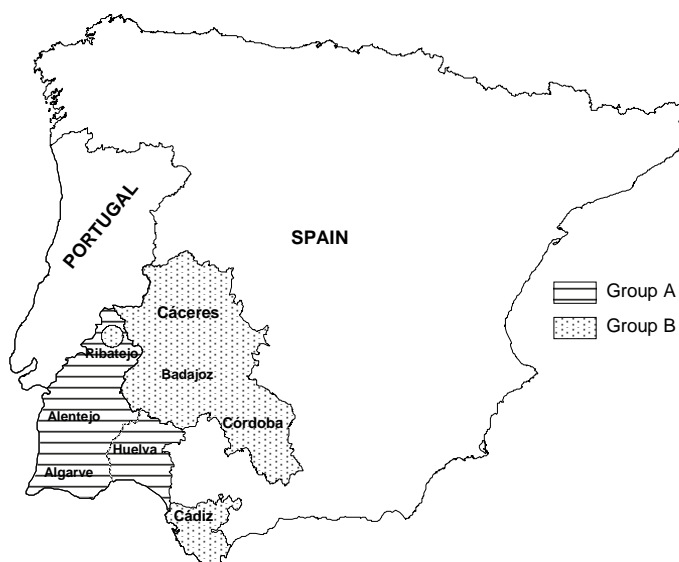 PORTUGAL
SPAIN
Cáceres
Group A
Group B
Ribatejo
Badajoz
Alentejo
Córdoba
Huelva
Algarve
Cádiz